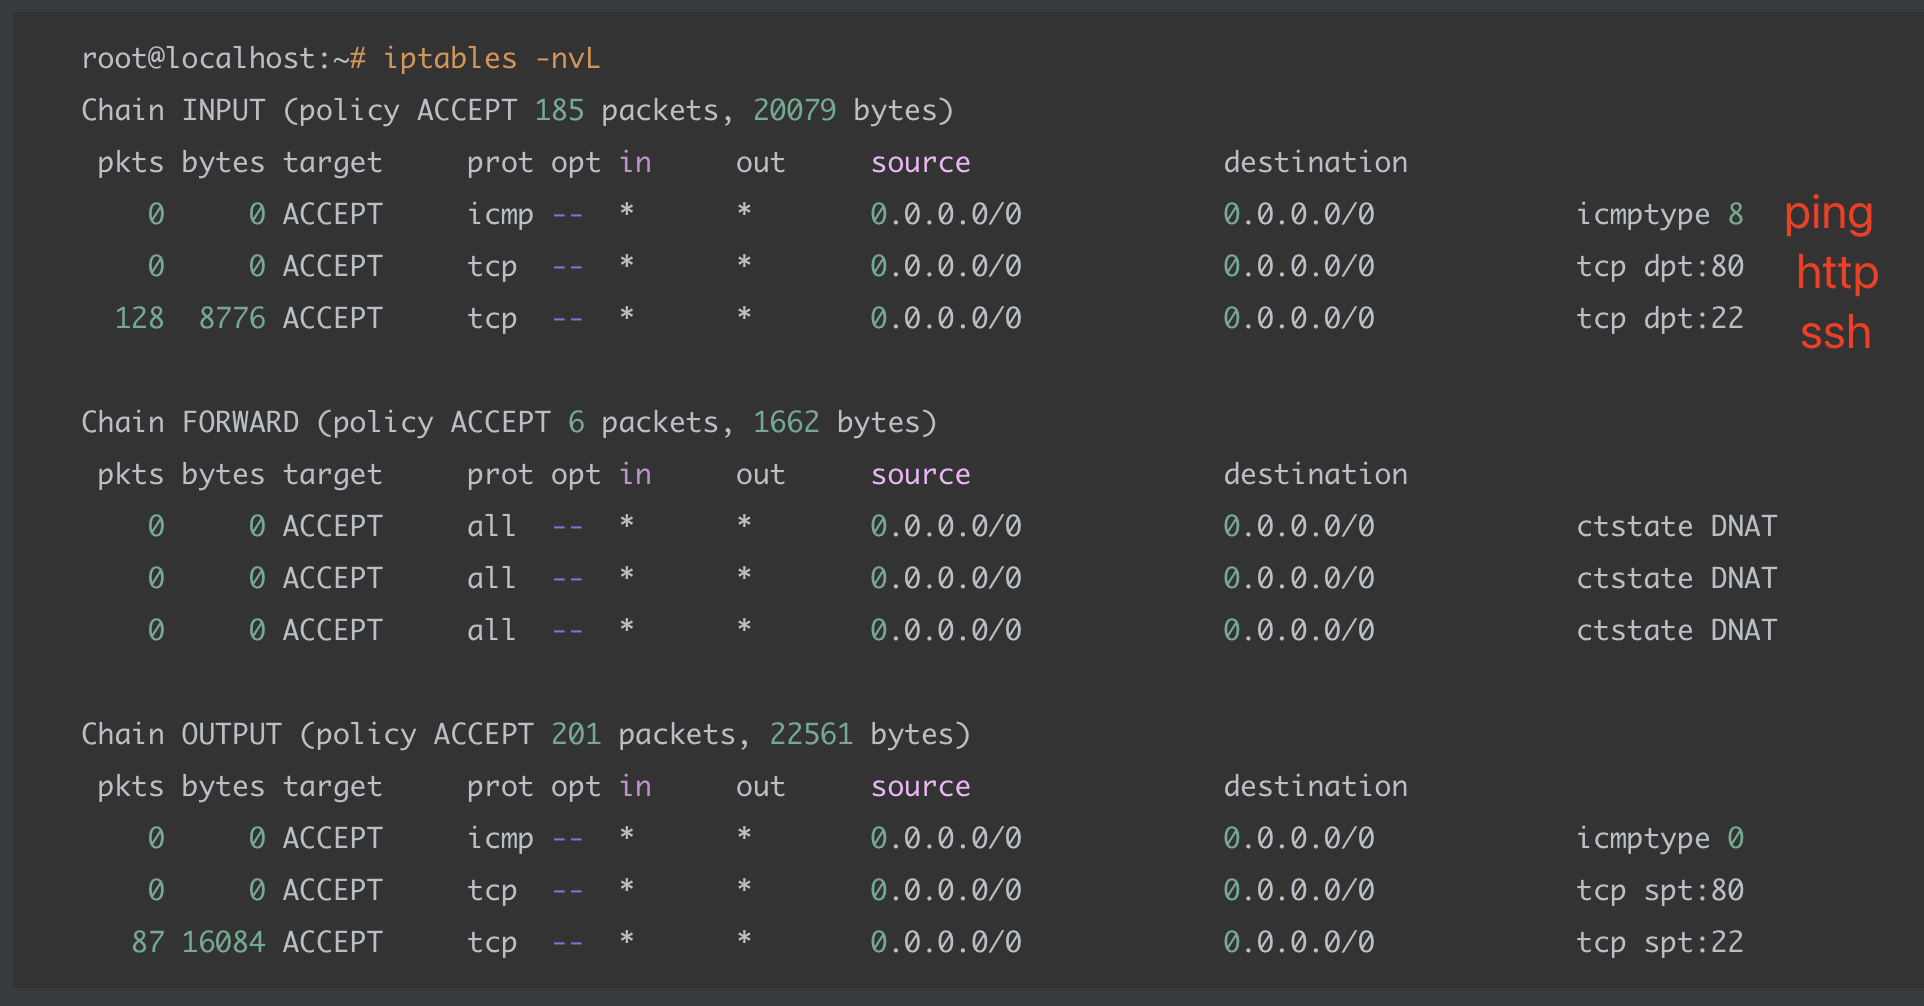 root@localhost:~# iptables -nvL
Chain INPUT (policy ACCEPT 185 packets, 20079 bytes)
 pkts bytes target     prot opt in     out     source               destination
    0     0 ACCEPT     icmp --  *      *       0.0.0.0/0            0.0.0.0/0            icmptype 8 ping
    0     0 ACCEPT     tcp  --  *      *       0.0.0.0/0            0.0.0.0/0            tcp dpt:80 http
  128  8776 ACCEPT     tcp  --  *      *       0.0.0.0/0            0.0.0.0/0            tcp dpt:22 ssh
Chain FORWARD (policy ACCEPT 6 packets, 1662 bytes)
 pkts bytes target     prot opt in     out     source               destination
    0     0 ACCEPT     all  --  *      *       0.0.0.0/0            0.0.0.0/0            ctstate DNAT
    0     0 ACCEPT     all  --  *      *       0.0.0.0/0            0.0.0.0/0            ctstate DNAT
    0     0 ACCEPT     all  --  *      *       0.0.0.0/0            0.0.0.0/0            ctstate DNAT
Chain OUTPUT (policy ACCEPT 201 packets, 22561 bytes)
 pkts bytes target     prot opt in     out     source               destination
    0     0 ACCEPT     icmp --  *      *       0.0.0.0/0            0.0.0.0/0            icmptype 0
    0     0 ACCEPT     tcp  --  *      *       0.0.0.0/0            0.0.0.0/0            tcp spt:80
   87 16084 ACCEPT     tcp  --  *      *       0.0.0.0/0            0.0.0.0/0            tcp spt:22